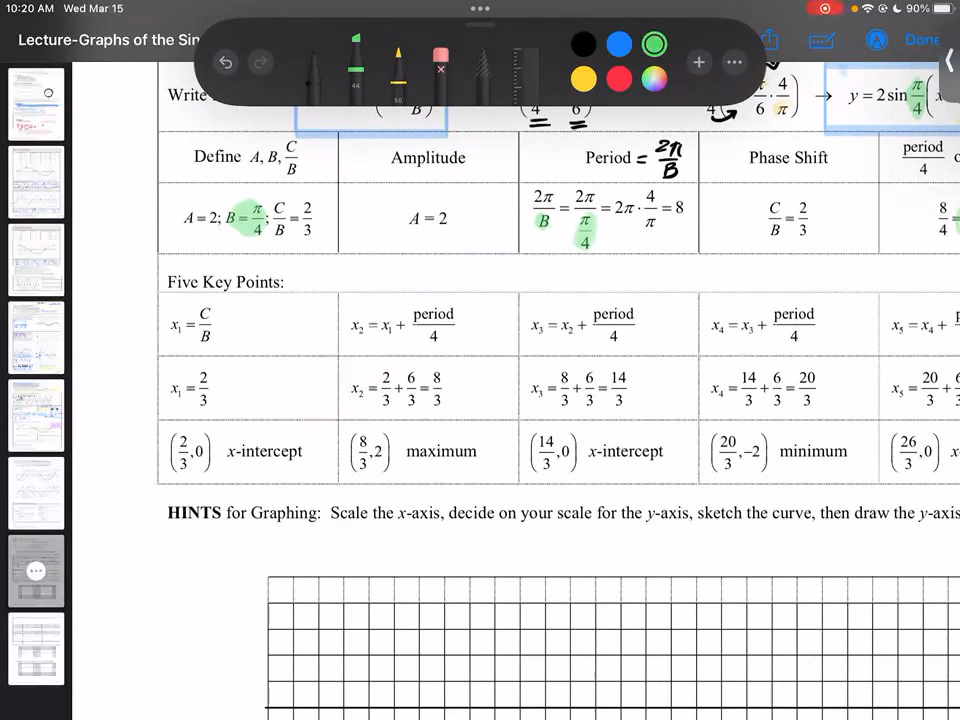 10:20 AM Wed Mar 15
90%
Lecture-Graphs of the Sin
Done
44
50
Write
B
4 6
4
6 π
· 4
→ y = 2 sin π/4 ( x
Define A, B, C/B
Amplitude
Period = 2π/B
Phase Shift
period/4
A = 2; B = π/4; C/B = 2/3
A = 2
2π/B = 2π/(π/4) = 2π · 4/π = 8
C/B = 2/3
8/4 =
Five Key Points:
x₁ = C/B
x₂ = x₁ + period/4
x₃ = x₂ + period/4
x₄ = x₃ + period/4
x₅ = x₄ +
x₁ = 2/3
x₂ = 2/3 + 6/3 = 8/3
x₃ = 8/3 + 6/3 = 14/3
x₄ = 14/3 + 6/3 = 20/3
x₅ = 20/3 + 6
(2/3, 0) x-intercept
(8/3, 2) maximum
(14/3, 0) x-intercept
(20/3, −2) minimum
(26/3, 0) x-
HINTS for Graphing: Scale the x-axis, decide on your scale for the y-axis, sketch the curve, then draw the y-axis